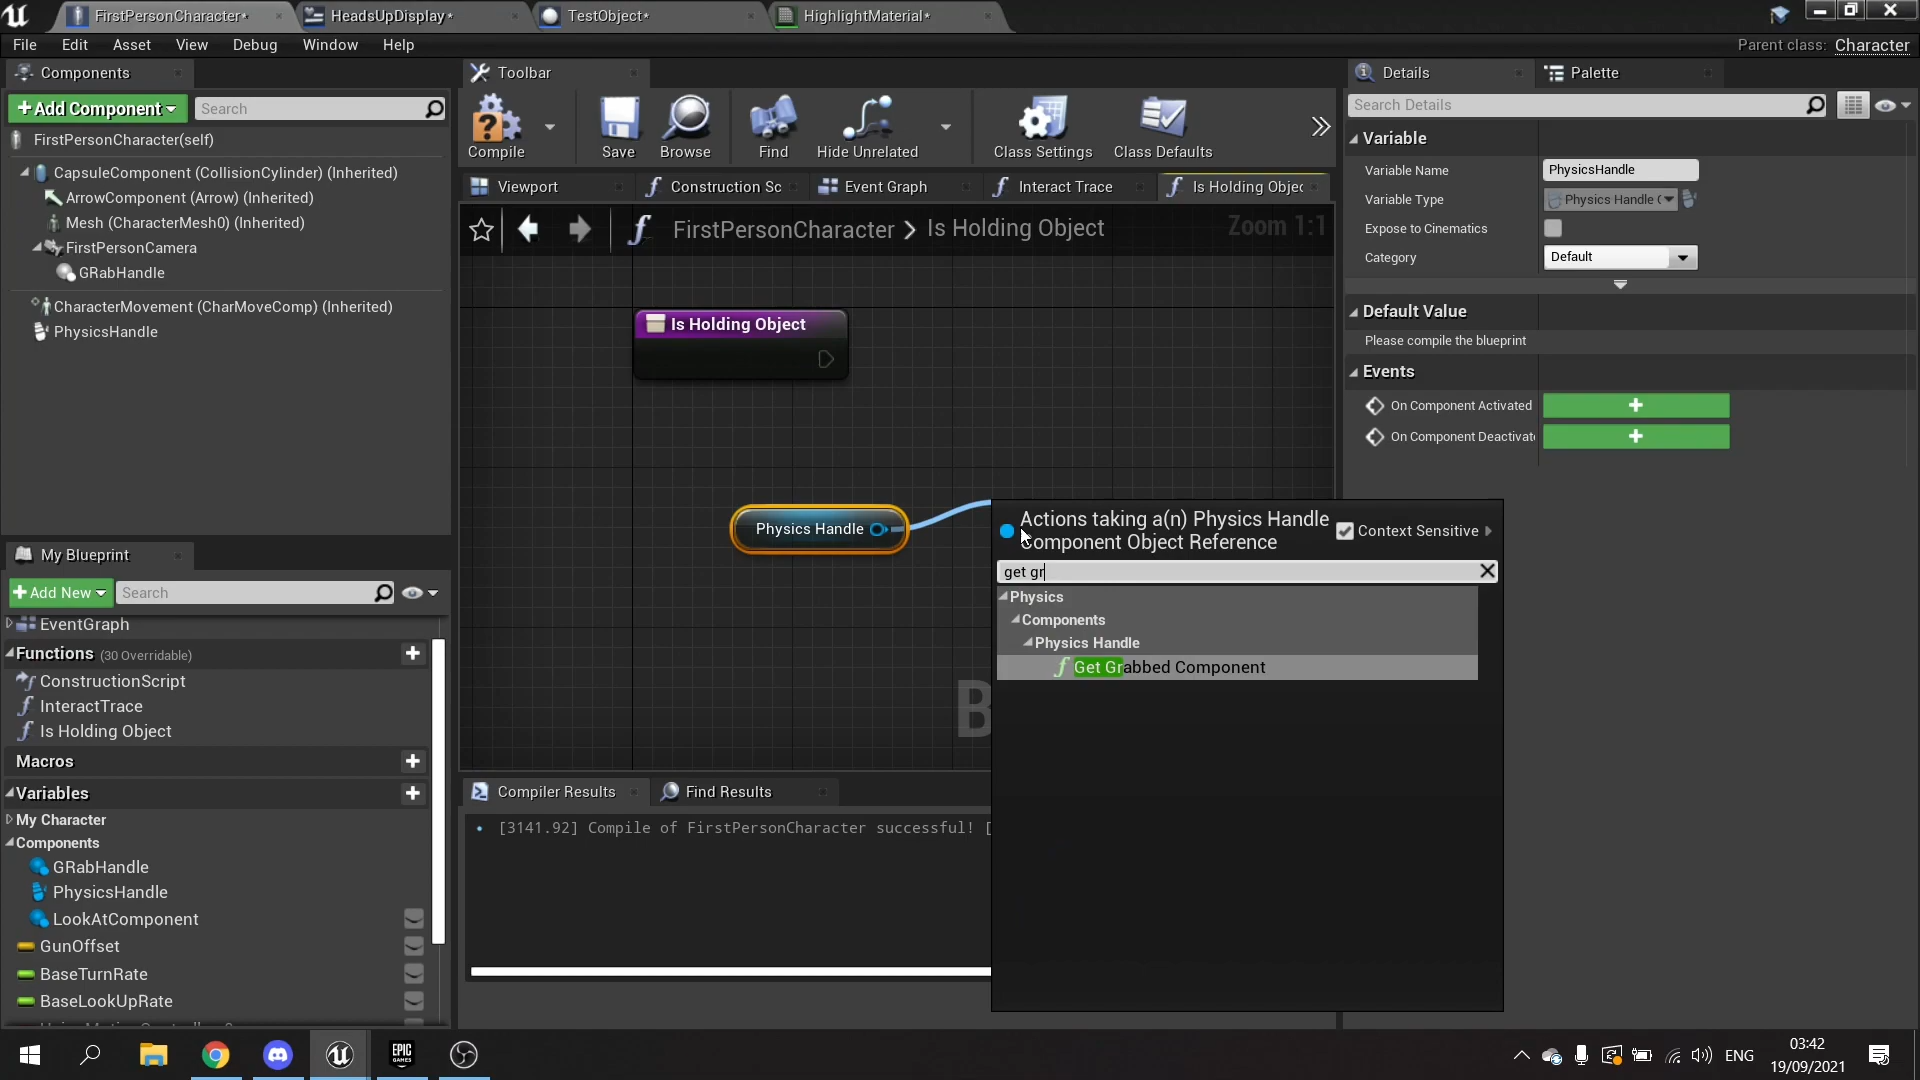 FirstPersonCharacter*
HeadsUpDisplay*
TestObject*
HighlightMaterial*
File Edit Asset View Debug Window Help
Parent class: Character
Components
+Add Component
Search
FirstPersonCharacter(self)
CapsuleComponent (CollisionCylinder) (Inherited)
ArrowComponent (Arrow) (Inherited)
Mesh (CharacterMesh0) (Inherited)
FirstPersonCamera
GRabHandle
CharacterMovement (CharMoveComp) (Inherited)
PhysicsHandle
My Blueprint
+Add New
Search
EventGraph
Functions (30 Overridable)
ConstructionScript
InteractTrace
Is Holding Object
Macros
Variables
My Character
Components
GRabHandle
PhysicsHandle
LookAtComponent
GunOffset
BaseTurnRate
BaseLookUpRate
Toolbar
Compile
Save
Browse
Find
Hide Unrelated
Class Settings
Class Defaults
Viewport
Construction Sc
Event Graph
Interact Trace
Is Holding Objec
FirstPersonCharacter > Is Holding Object
Zoom 1:1
Is Holding Object
Physics Handle
B
Actions taking a(n) Physics Handle
Component Object Reference
Context Sensitive
get gr
Physics
Components
Physics Handle
Get Grabbed Component
Compiler Results
Find Results
[3141.92] Compile of FirstPersonCharacter successful! [
Details
Palette
Search Details
Variable
Variable Name
PhysicsHandle
Variable Type
Physics Handle C
Expose to Cinematics
Category
Default
Default Value
Please compile the blueprint
Events
On Component Activated
On Component Deactivat
EPIC
GAMES
ENG
03:42
19/09/2021